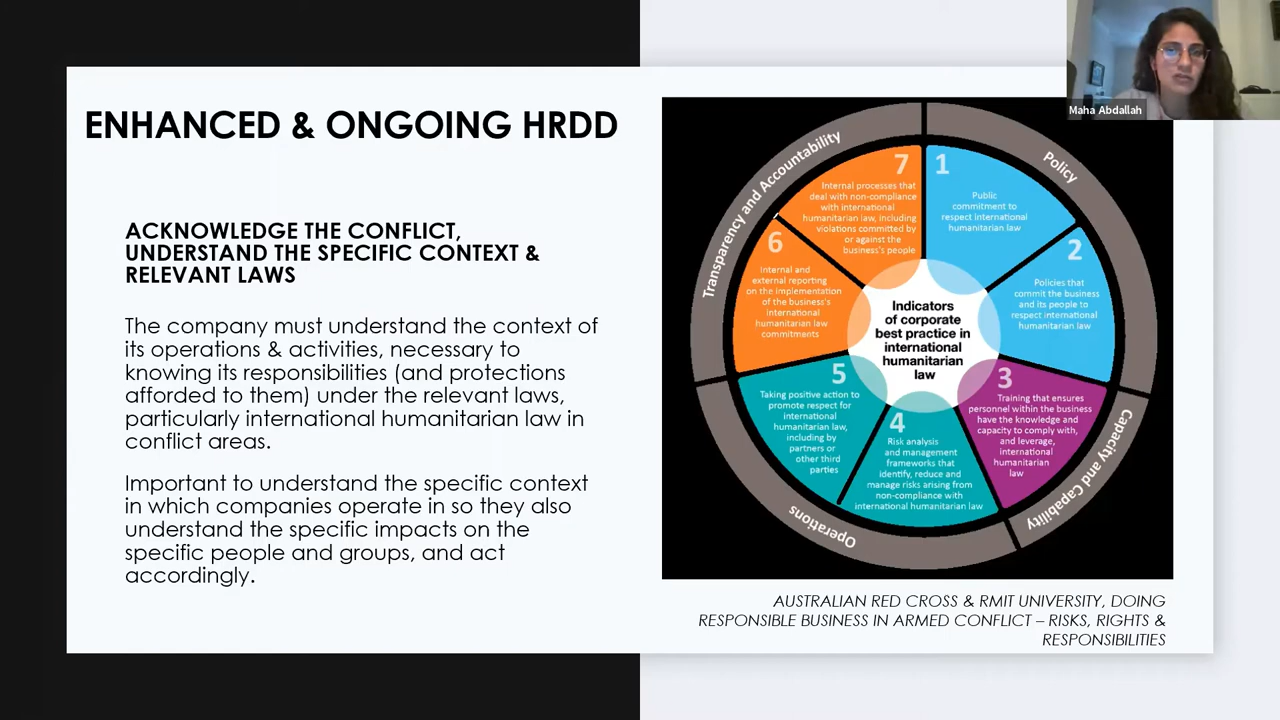 Maha Abdallah
ENHANCED & ONGOING HRDD
ACKNOWLEDGE THE CONFLICT,
UNDERSTAND THE SPECIFIC CONTEXT &
RELEVANT LAWS
The company must understand the context of
its operations & activities, necessary to
knowing its responsibilities (and protections
afforded to them) under the relevant laws,
particularly international humanitarian law in
conflict areas.
Important to understand the specific context
in which companies operate in so they also
understand the specific impacts on the
specific people and groups, and act
accordingly.
Indicators
of corporate
best practice in
international
humanitarian
law
Policy
1
Public
commitment to
respect international
humanitarian law
2
Policies that
commit the business
and its people to
respect international
humanitarian law
Capacity and Capability
3
Training that ensures
personnel within the business
have the knowledge and
capacity to comply with,
and leverage,
international
humanitarian
law
Operations
4
Risk analysis
and management
frameworks that
identify, reduce and
manage risks arising from
non-compliance with
international humanitarian law
5
Taking positive action to
promote respect for
international
humanitarian law,
including by
partners or
other third
parties
Transparency and Accountability
6
Internal and
external reporting
on the implementation
of the business's
international
humanitarian law
commitments
7
Internal processes that
deal with non-compliance
with international
humanitarian law, including
violations committed by
or against the
business's people
AUSTRALIAN RED CROSS & RMIT UNIVERSITY, DOING
RESPONSIBLE BUSINESS IN ARMED CONFLICT – RISKS, RIGHTS &
RESPONSIBILITIES